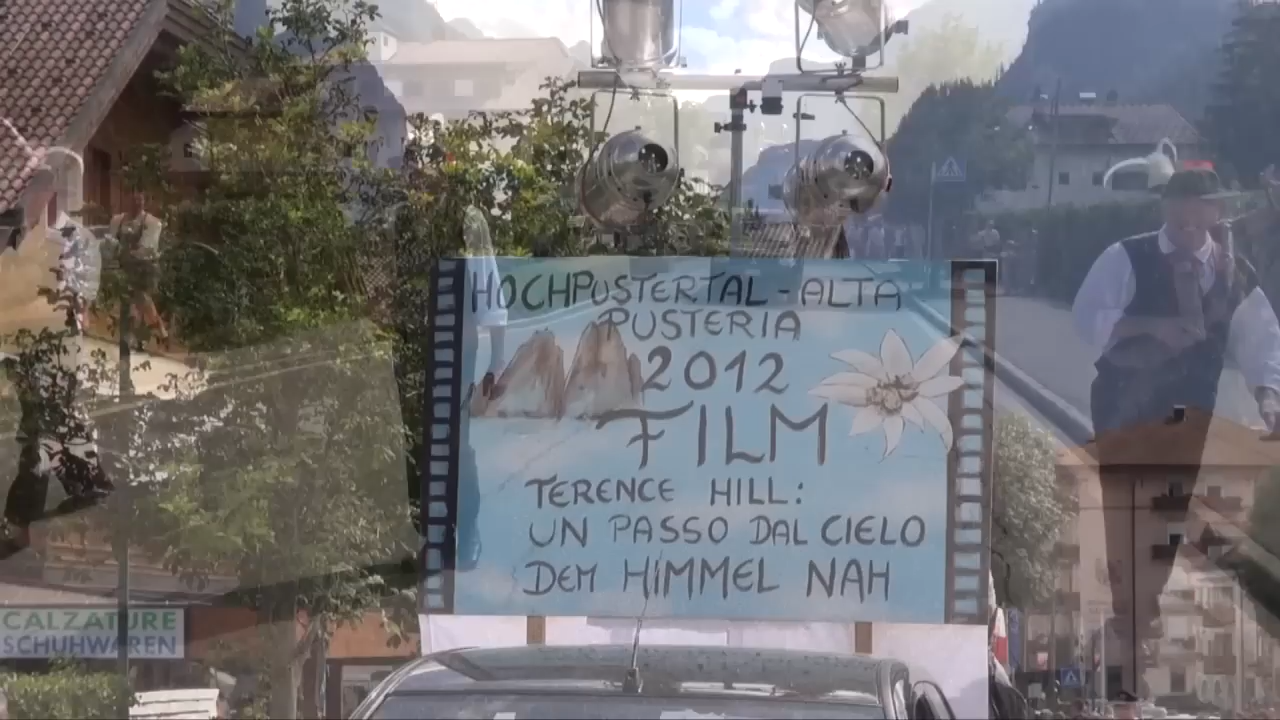 HOCHPUSTERTAL - ALTA
PUSTERIA
2012
FILM
TERENCE HILL:
UN PASSO DAL CIELO
DEM HIMMEL NAH
CALZATURE
SCHUHWAREN